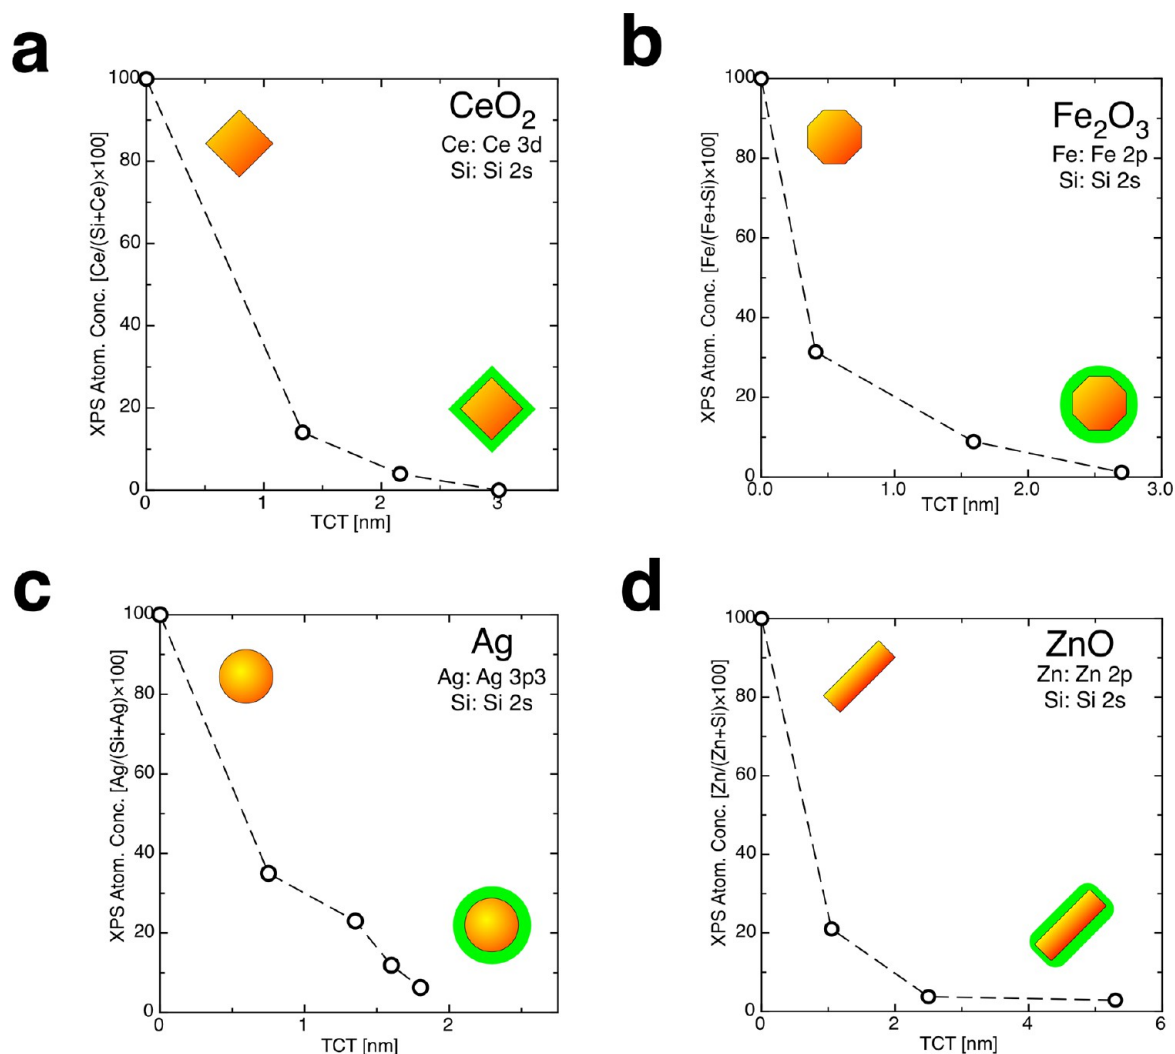 a
CeO2
Ce: Ce 3d
Si: Si 2s
XPS Atom. Conc. [Ce/(Si+Ce)×100]
100
80
60
40
20
0
0 1 2 3
TCT [nm]
b
Fe2O3
Fe: Fe 2p
Si: Si 2s
XPS Atom. Conc. [Fe/(Fe+Si)×100]
100
80
60
40
20
0
0.0 1.0 2.0 3.0
TCT [nm]
c
Ag
Ag: Ag 3p3
Si: Si 2s
XPS Atom. Conc. [Ag/(Si+Ag)×100]
100
80
60
40
20
0
0 1 2
TCT [nm]
d
ZnO
Zn: Zn 2p
Si: Si 2s
XPS Atom. Conc. [Zn/(Zn+Si)×100]
100
80
60
40
20
0
0 2 4 6
TCT [nm]